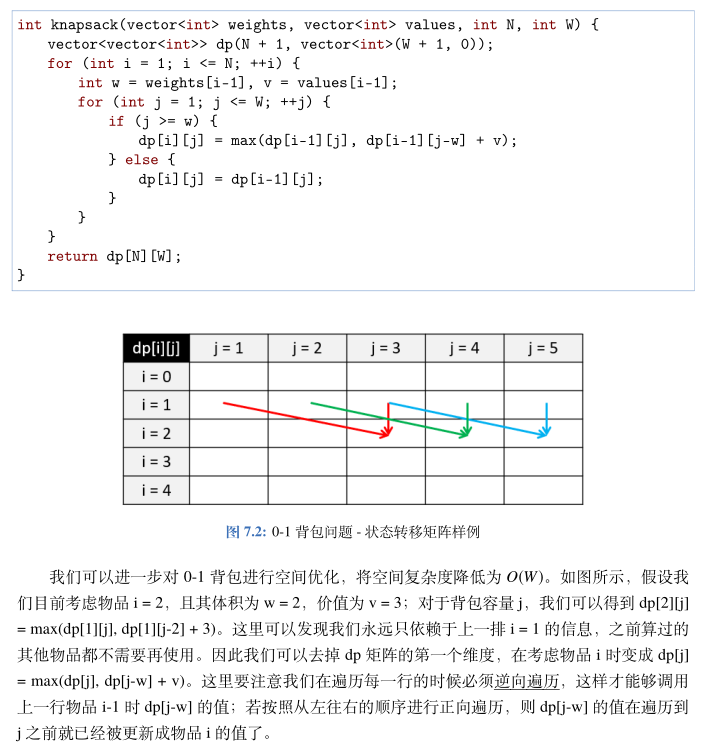 int knapsack(vector<int> weights, vector<int> values, int N, int W) {
vector<vector<int>> dp(N + 1, vector<int>(W + 1, 0));
for (int i = 1; i <= N; ++i) {
int w = weights[i-1], v = values[i-1];
for (int j = 1; j <= W; ++j) {
if (j >= w) {
dp[i][j] = max(dp[i-1][j], dp[i-1][j-w] + v);
} else {
dp[i][j] = dp[i-1][j];
}
}
}
return dp[N][W];
}
dp[i][j] j = 1 j = 2 j = 3 j = 4 j = 5
i = 0
i = 1
i = 2
i = 3
i = 4
图 7.2: 0-1 背包问题 - 状态转移矩阵样例
我们可以进一步对 0-1 背包进行空间优化，将空间复杂度降低为 O(W)。如图所示，假设我
们目前考虑物品 i = 2，且其体积为 w = 2，价值为 v = 3；对于背包容量 j，我们可以得到 dp[2][j]
= max(dp[1][j], dp[1][j-2] + 3)。这里可以发现我们永远只依赖于上一排 i = 1 的信息，之前算过的
其他物品都不需要再使用。因此我们可以去掉 dp 矩阵的第一个维度，在考虑物品 i 时变成 dp[j]
= max(dp[j], dp[j-w] + v)。这里要注意我们在遍历每一行的时候必须逆向遍历，这样才能够调用
上一行物品 i-1 时 dp[j-w] 的值；若按照从左往右的顺序进行正向遍历，则 dp[j-w] 的值在遍历到
j 之前就已经被更新成物品 i 的值了。